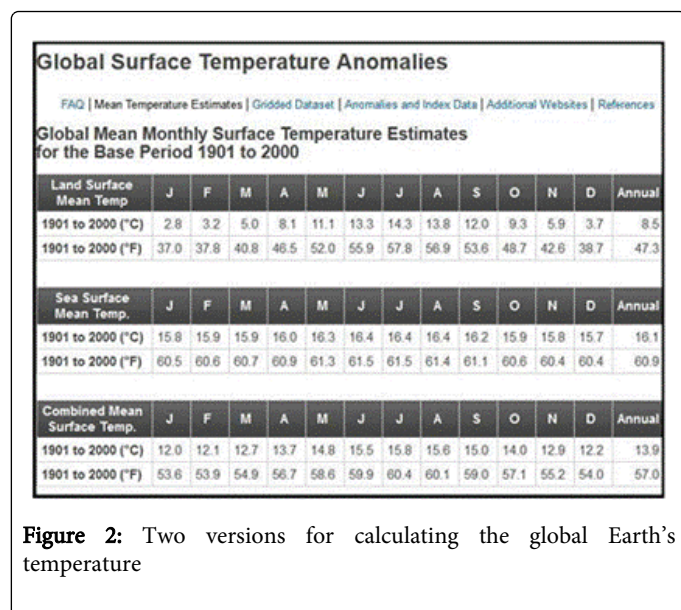 Global Surface Temperature Anomalies
FAQ | Mean Temperature Estimates | Gridded Dataset | Anomalies and Index Data | Additional Websites | References
Global Mean Monthly Surface Temperature Estimates
for the Base Period 1901 to 2000
Land Surface Mean Temp J F M A M J J A S O N D Annual
1901 to 2000 (°C) 2.8 3.2 5.0 8.1 11.1 13.3 14.3 13.8 12.0 9.3 5.9 3.7 8.5
1901 to 2000 (°F) 37.0 37.8 40.8 46.5 52.0 55.9 57.8 56.9 53.6 48.7 42.6 38.7 47.3
Sea Surface Mean Temp. J F M A M J J A S O N D Annual
1901 to 2000 (°C) 15.8 15.9 15.9 16.0 16.3 16.4 16.4 16.4 16.2 15.9 15.8 15.7 16.1
1901 to 2000 (°F) 60.5 60.6 60.7 60.9 61.3 61.5 61.5 61.4 61.1 60.6 60.4 60.4 60.9
Combined Mean Surface Temp. J F M A M J J A S O N D Annual
1901 to 2000 (°C) 12.0 12.1 12.7 13.7 14.8 15.5 15.8 15.6 15.0 14.0 12.9 12.2 13.9
1901 to 2000 (°F) 53.6 53.9 54.9 56.7 58.6 59.9 60.4 60.1 59.0 57.1 55.2 54.0 57.0
Figure 2: Two versions for calculating the global Earth's
temperature